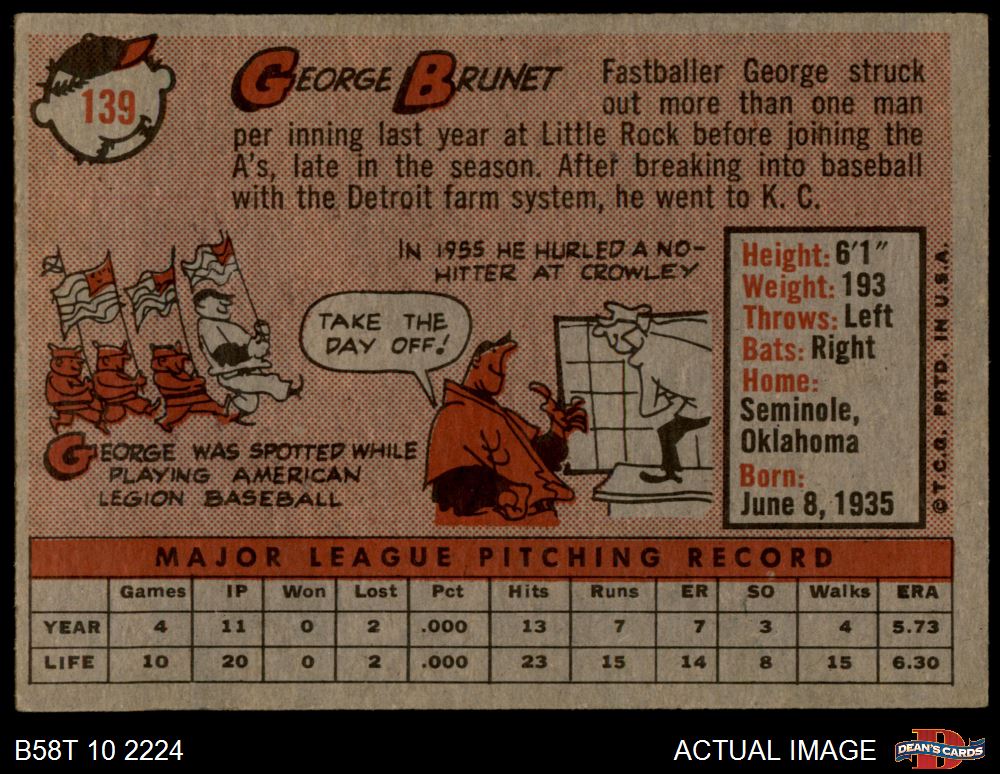 139
GEORGE BRUNET
Fastballer George struck
out more than one man
per inning last year at Little Rock before joining the
A's, late in the season. After breaking into baseball
with the Detroit farm system, he went to K. C.
IN 1955 HE HURLED A NO-
HITTER AT CROWLEY
TAKE THE
DAY OFF!
GEORGE WAS SPOTTED WHILE
PLAYING AMERICAN
LEGION BASEBALL
Height: 6'1"
Weight: 193
Throws: Left
Bats: Right
Home:
Seminole,
Oklahoma
Born:
June 8, 1935
© T.C.G. PRTD. IN U.S.A.
MAJOR LEAGUE PITCHING RECORD
Games IP Won Lost Pct Hits Runs ER SO Walks ERA
YEAR 4 11 0 2 .000 13 7 7 3 4 5.73
LIFE 10 20 0 2 .000 23 15 14 8 15 6.30
B58T 10 2224
ACTUAL IMAGE
D
DEAN'S CARDS